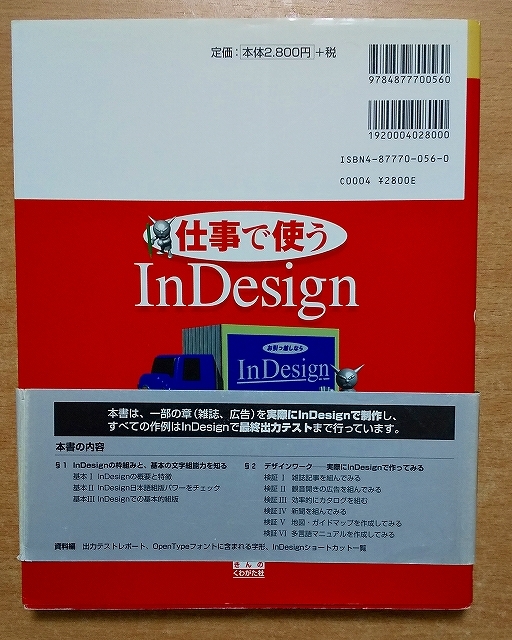 定価：本体2,800円＋税
9784877700560
1920004028000
ISBN4-87770-056-0
C0004 ¥2800E
仕事で使う
InDesign
お引っ越しなら
InDesign
本書は、一部の章（雑誌、広告）を実際にInDesignで制作し、
すべての作例はInDesignで最終出力テストまで行っています。
本書の内容
§1 InDesignの枠組みと、基本の文字組能力を知る
基本Ⅰ InDesignの概要と特徴
基本Ⅱ InDesign日本語組版パワーをチェック
基本Ⅲ InDesignでの基本的組版
§2 デザインワーク──実際にInDesignで作ってみる
検証Ⅰ 雑誌記事を組んでみる
検証Ⅱ 観音開きの広告を組んでみる
検証Ⅲ 効率的にカタログを組む
検証Ⅳ 新聞を組んでみる
検証Ⅴ 地図・ガイドマップを作成してみる
検証Ⅵ 多言語マニュアルを作成してみる
資料編 出力テストレポート、OpenTypeフォントに含まれる字形、InDesignショートカット一覧
ぎんの
くわがた社